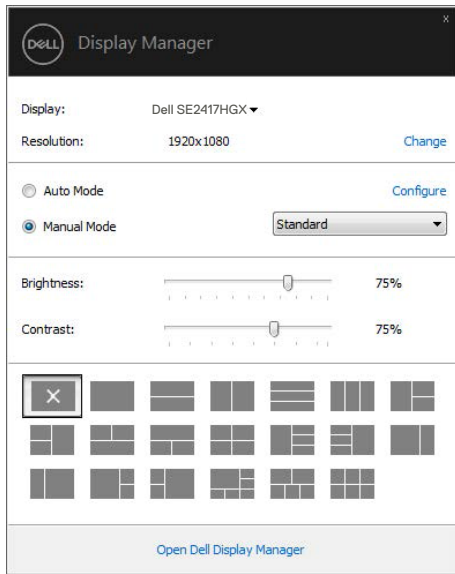 x
DELL Display Manager
Display: Dell SE2417HGX
Resolution: 1920x1080 Change
Auto Mode Configure
Manual Mode Standard
Brightness: 75%
Contrast: 75%
Open Dell Display Manager